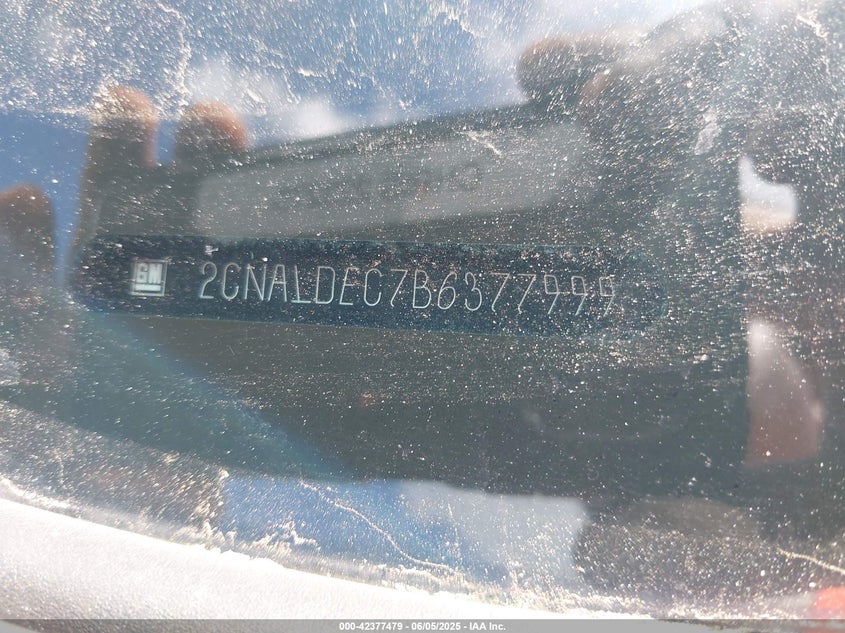 GM 2CNALDEC7B6377999
000-42377479 - 06/05/2025 - IAA Inc.